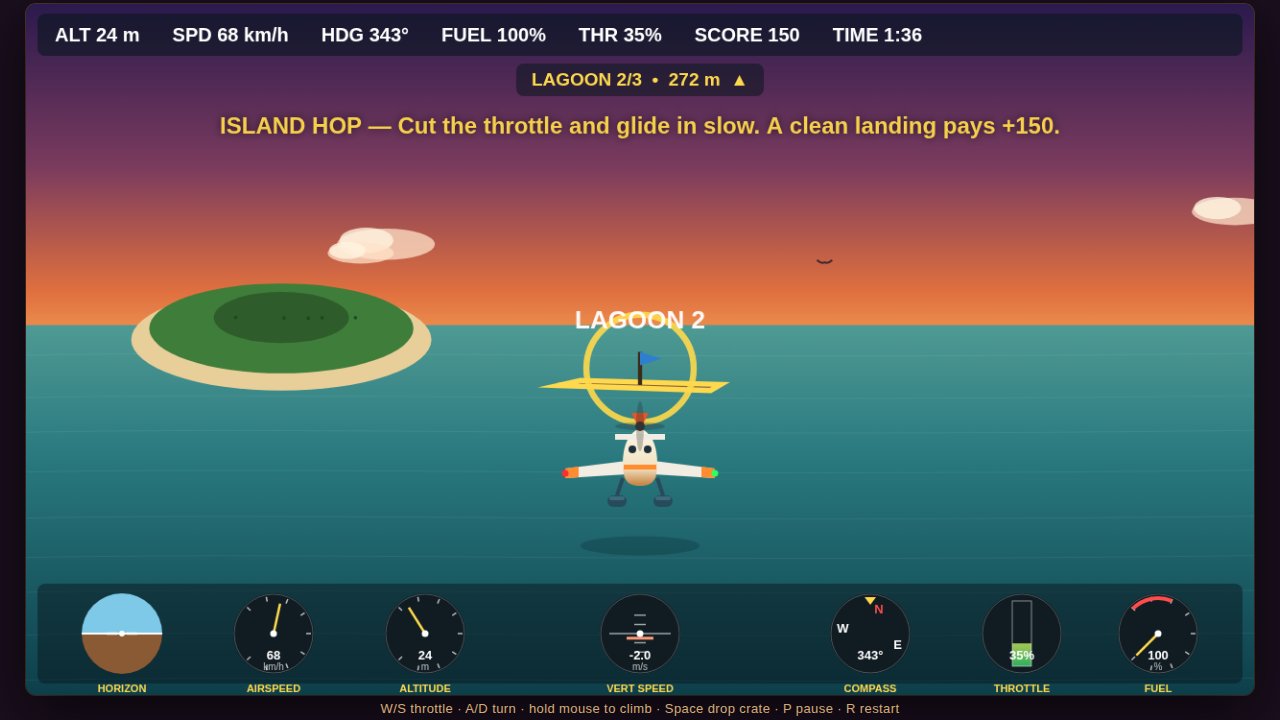 ALT 24 m SPD 68 km/h HDG 343° FUEL 100% THR 35% SCORE 150 TIME 1:36
LAGOON 2/3 • 272 m ▲
ISLAND HOP — Cut the throttle and glide in slow. A clean landing pays +150.
LAGOON 2
N
W
E
68 24 -2.0 343° 35% 100
km/h m m/s %
HORIZON AIRSPEED ALTITUDE VERT SPEED COMPASS THROTTLE FUEL
W/S throttle · A/D turn · hold mouse to climb · Space drop crate · P pause · R restart